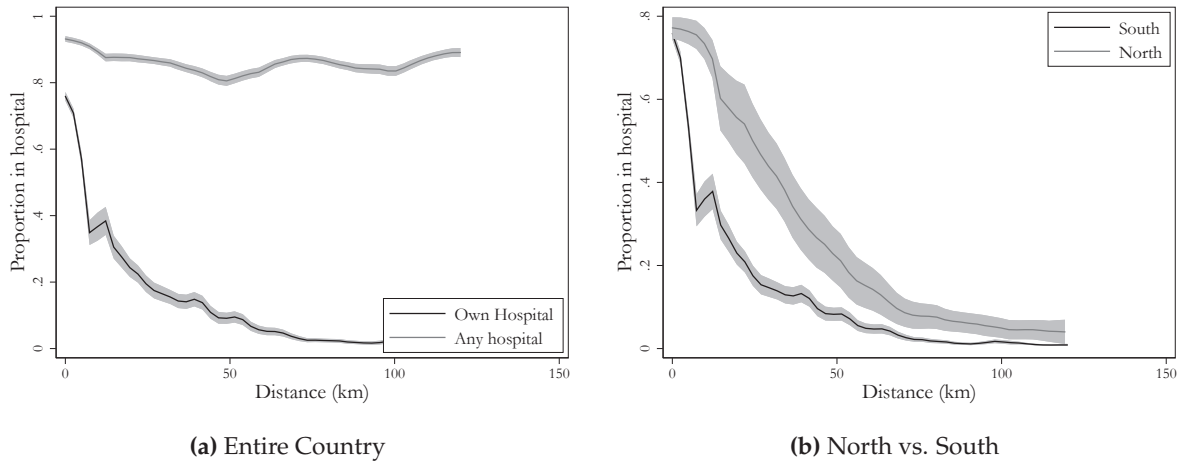 Proportion in hospital
0
.2
.4
.6
.8
1
0
50
100
150
Distance (km)
Own Hospital
Any hospital
(a) Entire Country
Proportion in hospital
0
.2
.4
.6
.8
0
50
100
150
Distance (km)
South
North
(b) North vs. South